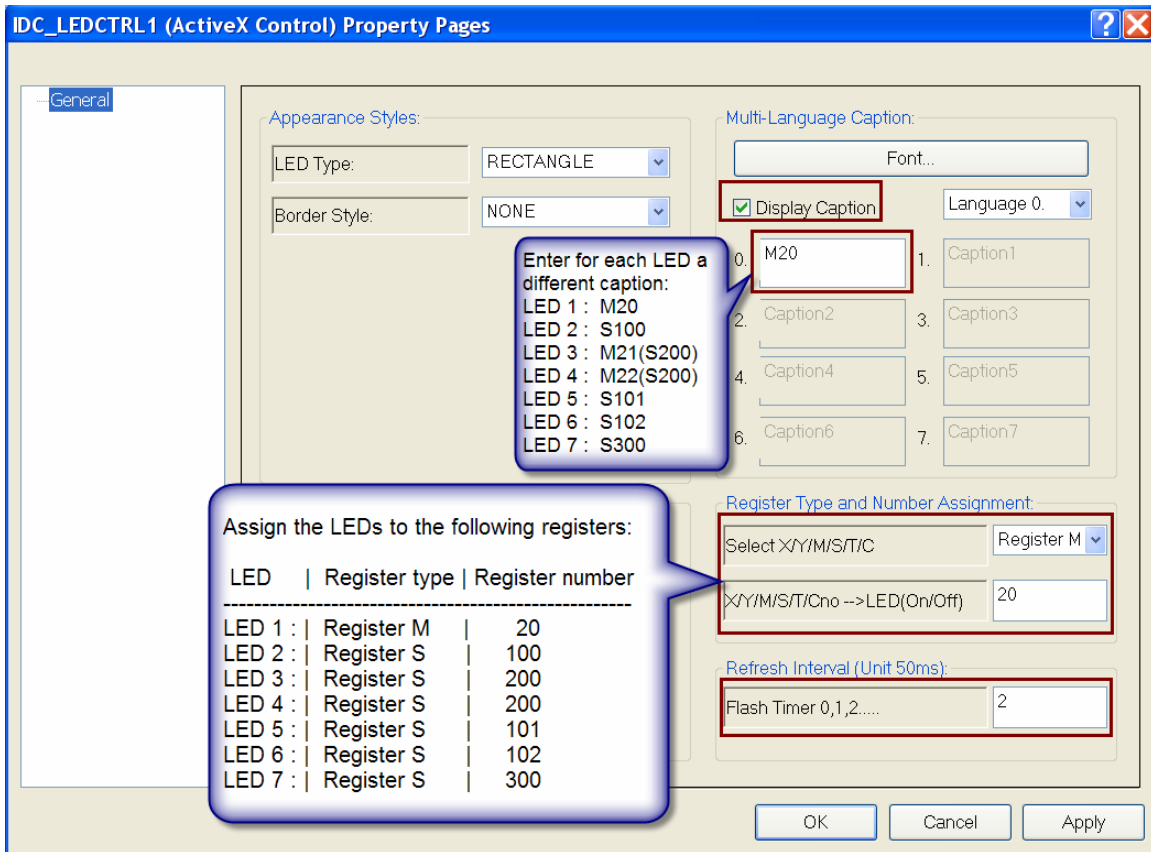 IDC_LEDCTRL1 (ActiveX Control) Property Pages
General
Appearance Styles:
LED Type:
RECTANGLE
Border Style:
NONE
Multi-Language Caption:
Font...
Display Caption
Language 0.
0. M20
1. Caption1
2. Caption2
3. Caption3
4. Caption4
5. Caption5
6. Caption6
7. Caption7
Enter for each LED a
different caption:
LED 1 : M20
LED 2 : S100
LED 3 : M21(S200)
LED 4 : M22(S200)
LED 5 : S101
LED 6 : S102
LED 7 : S300
Assign the LEDs to the following registers:
LED | Register type | Register number
-----------------------------------------------------
LED 1 : | Register M | 20
LED 2 : | Register S | 100
LED 3 : | Register S | 200
LED 4 : | Register S | 200
LED 5 : | Register S | 101
LED 6 : | Register S | 102
LED 7 : | Register S | 300
Register Type and Number Assignment:
Select X/Y/M/S/T/C
Register M
X/Y/M/S/T/Cno -->LED(On/Off)
20
Refresh Interval (Unit 50ms):
Flash Timer 0,1,2.....
2
OK
Cancel
Apply